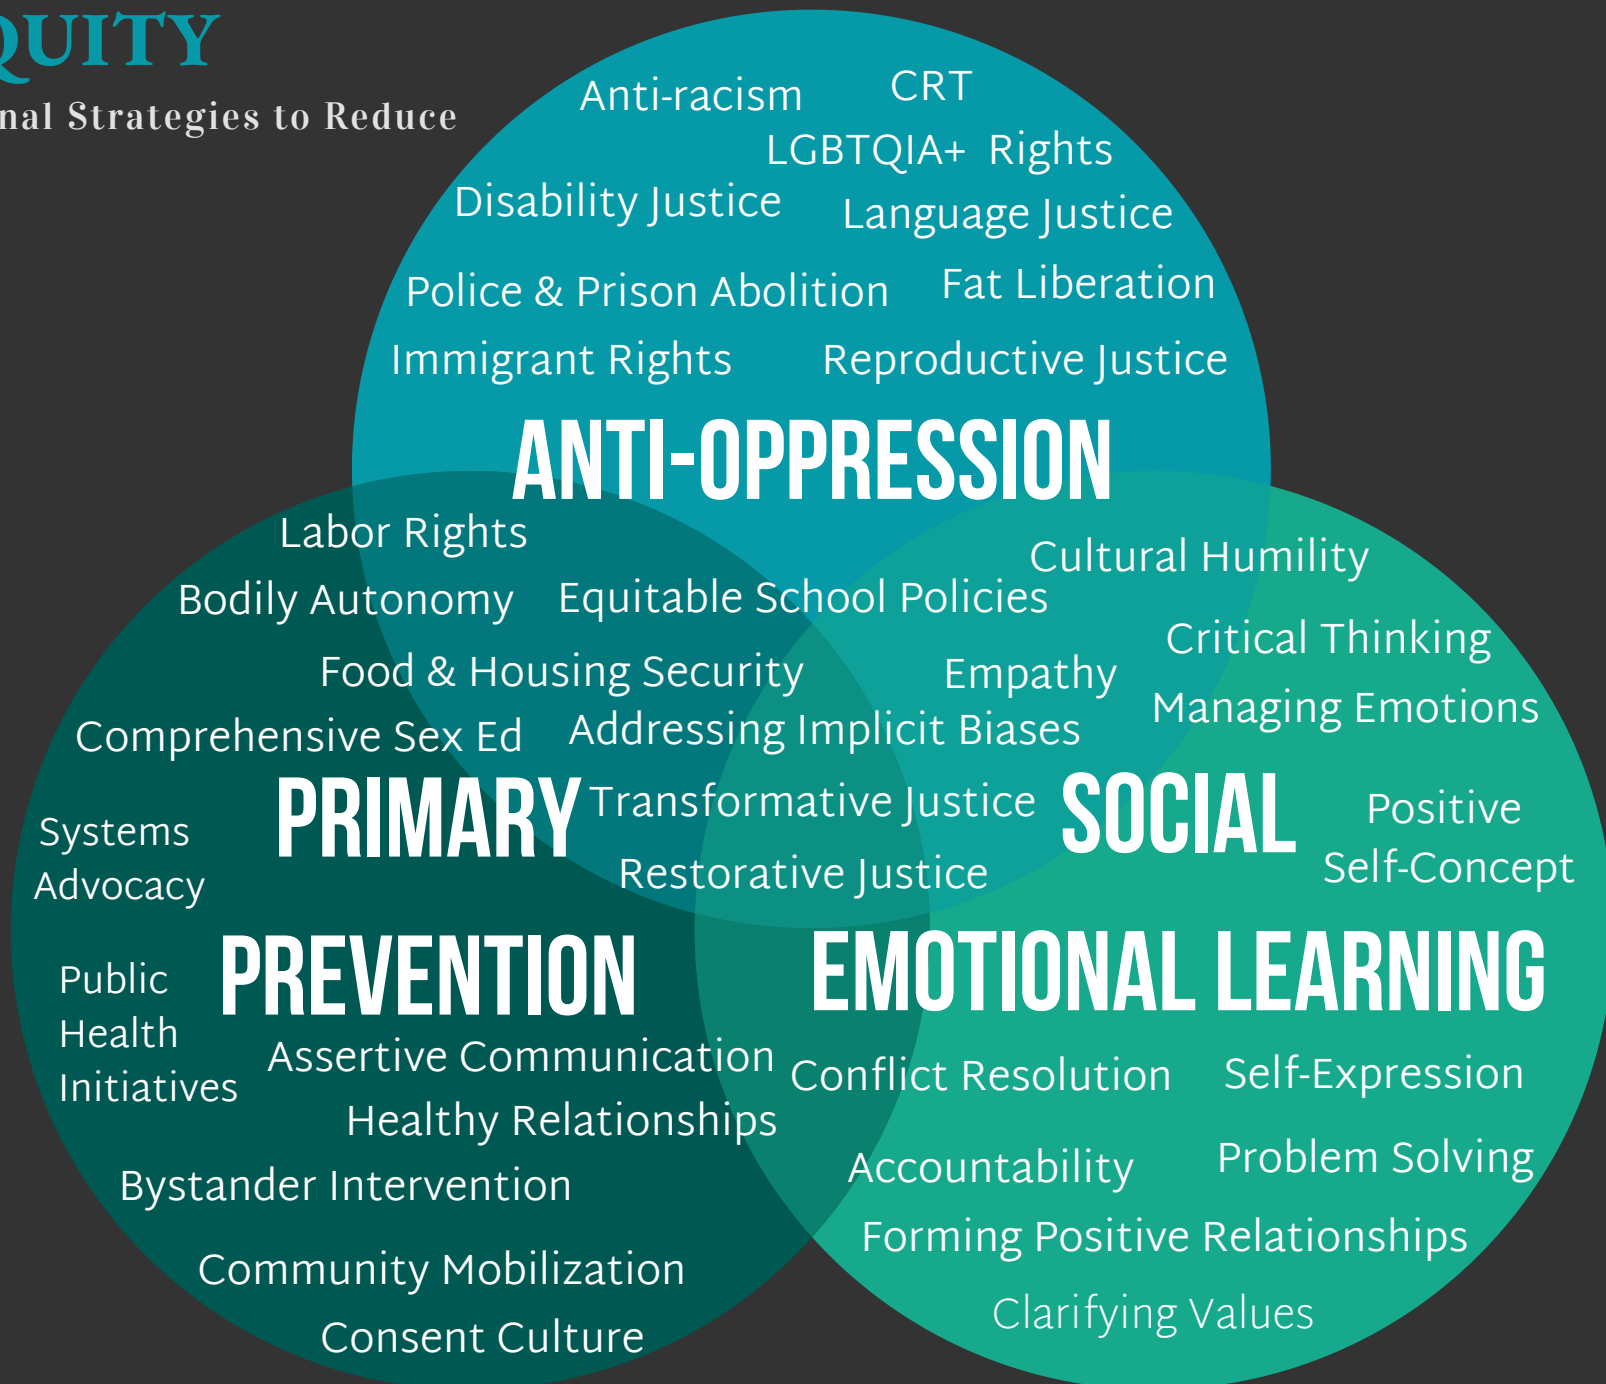 QUITY
nal Strategies to Reduce
Anti-racism
CRT
LGBTQIA+ Rights
Disability Justice
Language Justice
Police & Prison Abolition
Fat Liberation
Immigrant Rights
Reproductive Justice
ANTI-OPPRESSION
Labor Rights
Cultural Humility
Bodily Autonomy
Equitable School Policies
Critical Thinking
Food & Housing Security
Empathy
Managing Emotions
Comprehensive Sex Ed
Addressing Implicit Biases
PRIMARY
PREVENTION
Transformative Justice
Restorative Justice
SOCIAL
EMOTIONAL LEARNING
Positive
Self-Concept
Systems
Advocacy
Public
Health
Initiatives
Assertive Communication
Conflict Resolution
Self-Expression
Healthy Relationships
Accountability
Problem Solving
Bystander Intervention
Forming Positive Relationships
Community Mobilization
Clarifying Values
Consent Culture